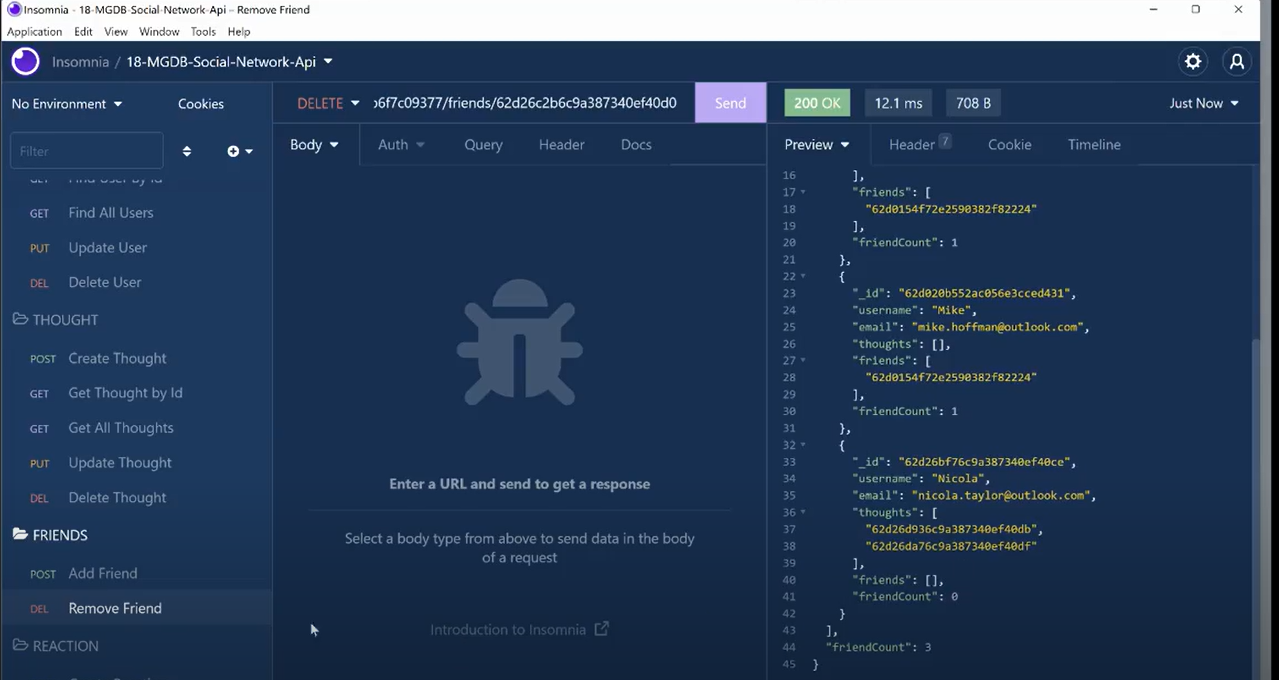 Insomnia - 18-MGDB-Social-Network-Api – Remove Friend
Application Edit View Window Tools Help
Insomnia / 18-MGDB-Social-Network-Api
No Environment Cookies
DELETE 6f7c09377/friends/62d26c2b6c9a387340ef40d0 Send
200 OK 12.1 ms 708 B Just Now
Filter
Body Auth Query Header Docs
Preview Header 7 Cookie Timeline
GET Find User by Id
GET Find All Users
PUT Update User
DEL Delete User
THOUGHT
POST Create Thought
GET Get Thought by Id
GET Get All Thoughts
PUT Update Thought
DEL Delete Thought
FRIENDS
POST Add Friend
DEL Remove Friend
REACTION
Enter a URL and send to get a response
Select a body type from above to send data in the body
of a request
Introduction to Insomnia
16 ],
17 "friends": [
18 "62d0154f72e2590382f82224"
19 ],
20 "friendCount": 1
21 },
22 {
23 "_id": "62d020b552ac056e3cced431",
24 "username": "Mike",
25 "email": "mike.hoffman@outlook.com",
26 "thoughts": [],
27 "friends": [
28 "62d0154f72e2590382f82224"
29 ],
30 "friendCount": 1
31 },
32 {
33 "_id": "62d26bf76c9a387340ef40ce",
34 "username": "Nicola",
35 "email": "nicola.taylor@outlook.com",
36 "thoughts": [
37 "62d26d936c9a387340ef40db",
38 "62d26da76c9a387340ef40df"
39 ],
40 "friends": [],
41 "friendCount": 0
42 }
43 ],
44 "friendCount": 3
45 }